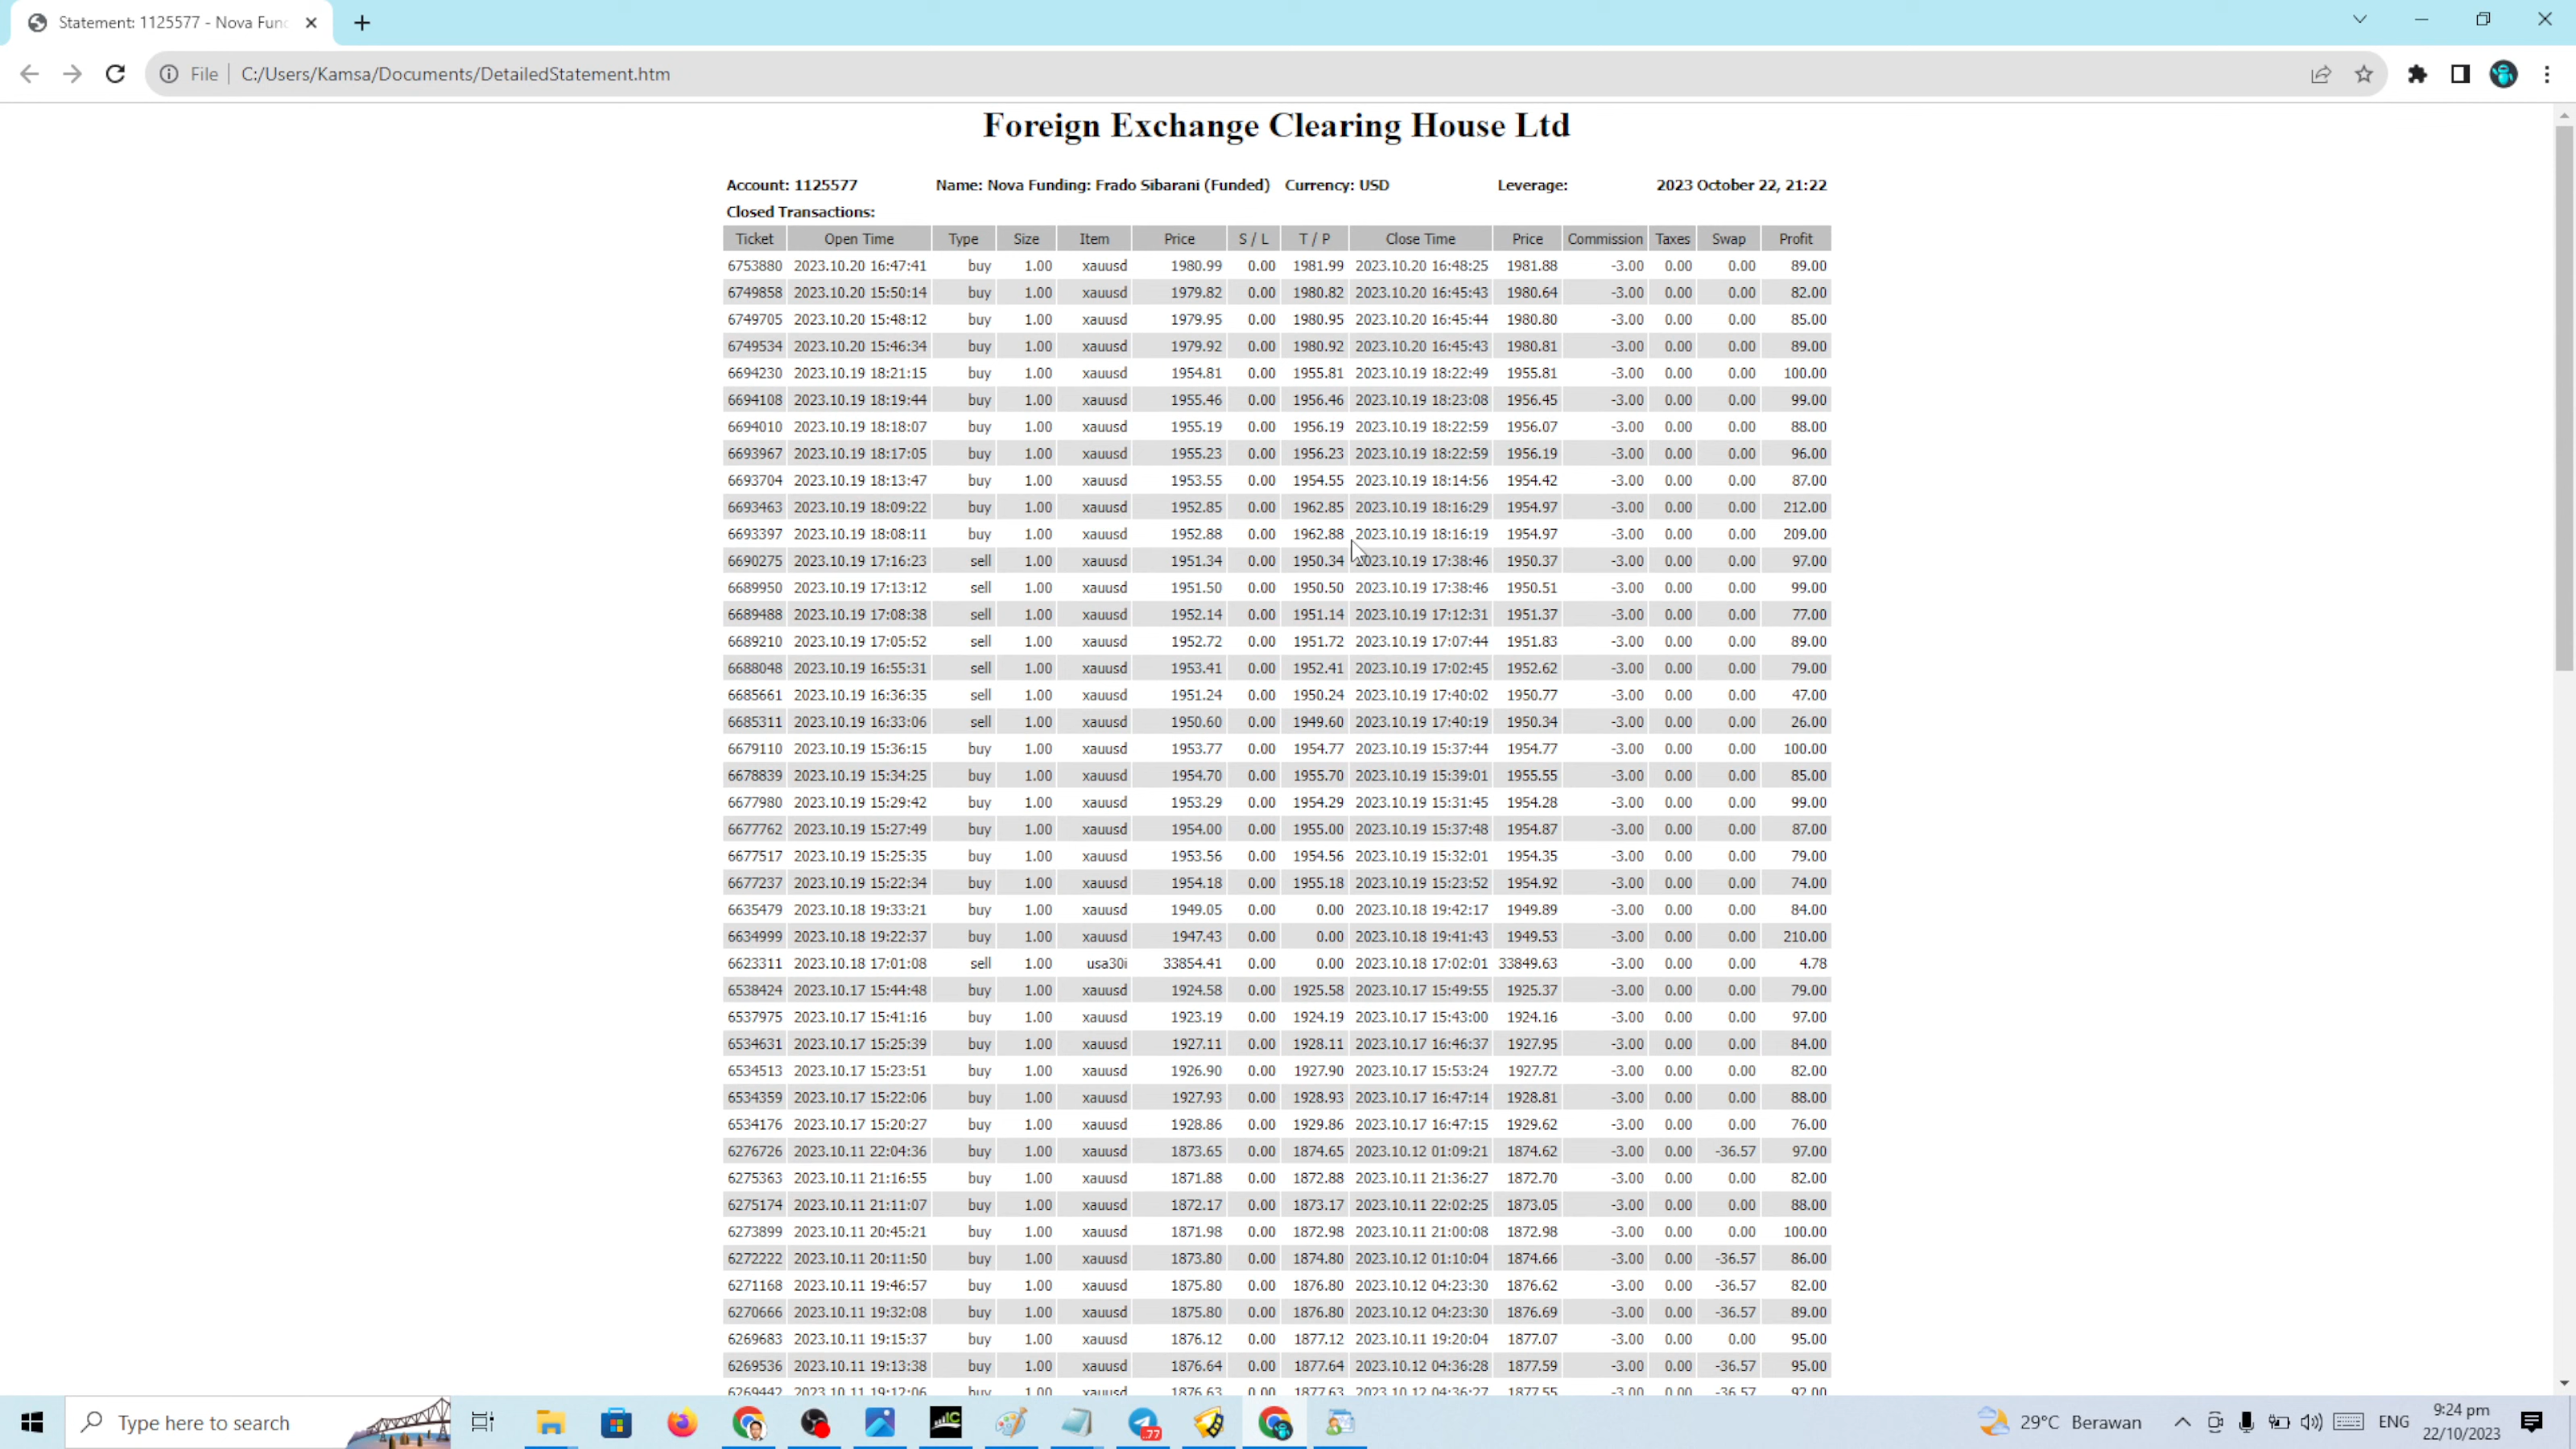 Statement: 1125577 - Nova Fun
File C:/Users/Kamsa/Documents/DetailedStatement.htm
Foreign Exchange Clearing House Ltd
Account: 1125577 Name: Nova Funding: Frado Sibarani (Funded) Currency: USD Leverage: 2023 October 22, 21:22
Closed Transactions:
Ticket Open Time Type Size Item Price S / L T / P Close Time Price Commission Taxes Swap Profit
6753880 2023.10.20 16:47:41 buy 1.00 xauusd 1980.99 0.00 1981.99 2023.10.20 16:48:25 1981.88 -3.00 0.00 0.00 89.00
6749858 2023.10.20 15:50:14 buy 1.00 xauusd 1979.82 0.00 1980.82 2023.10.20 16:45:43 1980.64 -3.00 0.00 0.00 82.00
6749705 2023.10.20 15:48:12 buy 1.00 xauusd 1979.95 0.00 1980.95 2023.10.20 16:45:44 1980.80 -3.00 0.00 0.00 85.00
6749534 2023.10.20 15:46:34 buy 1.00 xauusd 1979.92 0.00 1980.92 2023.10.20 16:45:43 1980.81 -3.00 0.00 0.00 89.00
6694230 2023.10.19 18:21:15 buy 1.00 xauusd 1954.81 0.00 1955.81 2023.10.19 18:22:49 1955.81 -3.00 0.00 0.00 100.00
6694108 2023.10.19 18:19:44 buy 1.00 xauusd 1955.46 0.00 1956.46 2023.10.19 18:23:08 1956.45 -3.00 0.00 0.00 99.00
6694010 2023.10.19 18:18:07 buy 1.00 xauusd 1955.19 0.00 1956.19 2023.10.19 18:22:59 1956.07 -3.00 0.00 0.00 88.00
6693967 2023.10.19 18:17:05 buy 1.00 xauusd 1955.23 0.00 1956.23 2023.10.19 18:22:59 1956.19 -3.00 0.00 0.00 96.00
6693704 2023.10.19 18:13:47 buy 1.00 xauusd 1953.55 0.00 1954.55 2023.10.19 18:14:56 1954.42 -3.00 0.00 0.00 87.00
6693463 2023.10.19 18:09:22 buy 1.00 xauusd 1952.85 0.00 1962.85 2023.10.19 18:16:29 1954.97 -3.00 0.00 0.00 212.00
6693397 2023.10.19 18:08:11 buy 1.00 xauusd 1952.88 0.00 1962.88 2023.10.19 18:16:19 1954.97 -3.00 0.00 0.00 209.00
6690275 2023.10.19 17:16:23 sell 1.00 xauusd 1951.34 0.00 1950.34 2023.10.19 17:38:46 1950.37 -3.00 0.00 0.00 97.00
6689950 2023.10.19 17:13:12 sell 1.00 xauusd 1951.50 0.00 1950.50 2023.10.19 17:38:46 1950.51 -3.00 0.00 0.00 99.00
6689488 2023.10.19 17:08:38 sell 1.00 xauusd 1952.14 0.00 1951.14 2023.10.19 17:12:31 1951.37 -3.00 0.00 0.00 77.00
6689210 2023.10.19 17:05:52 sell 1.00 xauusd 1952.72 0.00 1951.72 2023.10.19 17:07:44 1951.83 -3.00 0.00 0.00 89.00
6688048 2023.10.19 16:55:31 sell 1.00 xauusd 1953.41 0.00 1952.41 2023.10.19 17:02:45 1952.62 -3.00 0.00 0.00 79.00
6685661 2023.10.19 16:36:35 sell 1.00 xauusd 1951.24 0.00 1950.24 2023.10.19 17:40:02 1950.77 -3.00 0.00 0.00 47.00
6685311 2023.10.19 16:33:06 sell 1.00 xauusd 1950.60 0.00 1949.60 2023.10.19 17:40:19 1950.34 -3.00 0.00 0.00 26.00
6679110 2023.10.19 15:36:15 buy 1.00 xauusd 1953.77 0.00 1954.77 2023.10.19 15:37:44 1954.77 -3.00 0.00 0.00 100.00
6678839 2023.10.19 15:34:25 buy 1.00 xauusd 1954.70 0.00 1955.70 2023.10.19 15:39:01 1955.55 -3.00 0.00 0.00 85.00
6677980 2023.10.19 15:29:42 buy 1.00 xauusd 1953.29 0.00 1954.29 2023.10.19 15:31:45 1954.28 -3.00 0.00 0.00 99.00
6677762 2023.10.19 15:27:49 buy 1.00 xauusd 1954.00 0.00 1955.00 2023.10.19 15:37:48 1954.87 -3.00 0.00 0.00 87.00
6677517 2023.10.19 15:25:35 buy 1.00 xauusd 1953.56 0.00 1954.56 2023.10.19 15:32:01 1954.35 -3.00 0.00 0.00 79.00
6677237 2023.10.19 15:22:34 buy 1.00 xauusd 1954.18 0.00 1955.18 2023.10.19 15:23:52 1954.92 -3.00 0.00 0.00 74.00
6635479 2023.10.18 19:33:21 buy 1.00 xauusd 1949.05 0.00 0.00 2023.10.18 19:42:17 1949.89 -3.00 0.00 0.00 84.00
6634999 2023.10.18 19:22:37 buy 1.00 xauusd 1947.43 0.00 0.00 2023.10.18 19:41:43 1949.53 -3.00 0.00 0.00 210.00
6623311 2023.10.18 17:01:08 sell 1.00 usa30i 33854.41 0.00 0.00 2023.10.18 17:02:01 33849.63 -3.00 0.00 0.00 4.78
6538424 2023.10.17 15:44:48 buy 1.00 xauusd 1924.58 0.00 1925.58 2023.10.17 15:49:55 1925.37 -3.00 0.00 0.00 79.00
6537975 2023.10.17 15:41:16 buy 1.00 xauusd 1923.19 0.00 1924.19 2023.10.17 15:43:00 1924.16 -3.00 0.00 0.00 97.00
6534631 2023.10.17 15:25:39 buy 1.00 xauusd 1927.11 0.00 1928.11 2023.10.17 16:46:37 1927.95 -3.00 0.00 0.00 84.00
6534513 2023.10.17 15:23:51 buy 1.00 xauusd 1926.90 0.00 1927.90 2023.10.17 15:53:24 1927.72 -3.00 0.00 0.00 82.00
6534359 2023.10.17 15:22:06 buy 1.00 xauusd 1927.93 0.00 1928.93 2023.10.17 16:47:14 1928.81 -3.00 0.00 0.00 88.00
6534176 2023.10.17 15:20:27 buy 1.00 xauusd 1928.86 0.00 1929.86 2023.10.17 16:47:15 1929.62 -3.00 0.00 0.00 76.00
6276726 2023.10.11 22:04:36 buy 1.00 xauusd 1873.65 0.00 1874.65 2023.10.12 01:09:21 1874.62 -3.00 0.00 -36.57 97.00
6275363 2023.10.11 21:16:55 buy 1.00 xauusd 1871.88 0.00 1872.88 2023.10.11 21:36:27 1872.70 -3.00 0.00 0.00 82.00
6275174 2023.10.11 21:11:07 buy 1.00 xauusd 1872.17 0.00 1873.17 2023.10.11 22:02:25 1873.05 -3.00 0.00 0.00 88.00
6273899 2023.10.11 20:45:21 buy 1.00 xauusd 1871.98 0.00 1872.98 2023.10.11 21:00:08 1872.98 -3.00 0.00 0.00 100.00
6272222 2023.10.11 20:11:50 buy 1.00 xauusd 1873.80 0.00 1874.80 2023.10.12 01:10:04 1874.66 -3.00 0.00 -36.57 86.00
6271168 2023.10.11 19:46:57 buy 1.00 xauusd 1875.80 0.00 1876.80 2023.10.12 04:23:30 1876.62 -3.00 0.00 -36.57 82.00
6270666 2023.10.11 19:32:08 buy 1.00 xauusd 1875.80 0.00 1876.80 2023.10.12 04:23:30 1876.69 -3.00 0.00 -36.57 89.00
6269683 2023.10.11 19:15:37 buy 1.00 xauusd 1876.12 0.00 1877.12 2023.10.11 19:20:04 1877.07 -3.00 0.00 0.00 95.00
6269536 2023.10.11 19:13:38 buy 1.00 xauusd 1876.64 0.00 1877.64 2023.10.12 04:36:28 1877.59 -3.00 0.00 -36.57 95.00
6269442 2023.10.11 19:12:06 buy 1.00 xauusd 1876.63 0.00 1877.63 2023.10.12 04:36:27 1877.55 -3.00 0.00 -36.57 92.00
Type here to search
IC
77
29°C Berawan
ENG
9:24 pm
22/10/2023